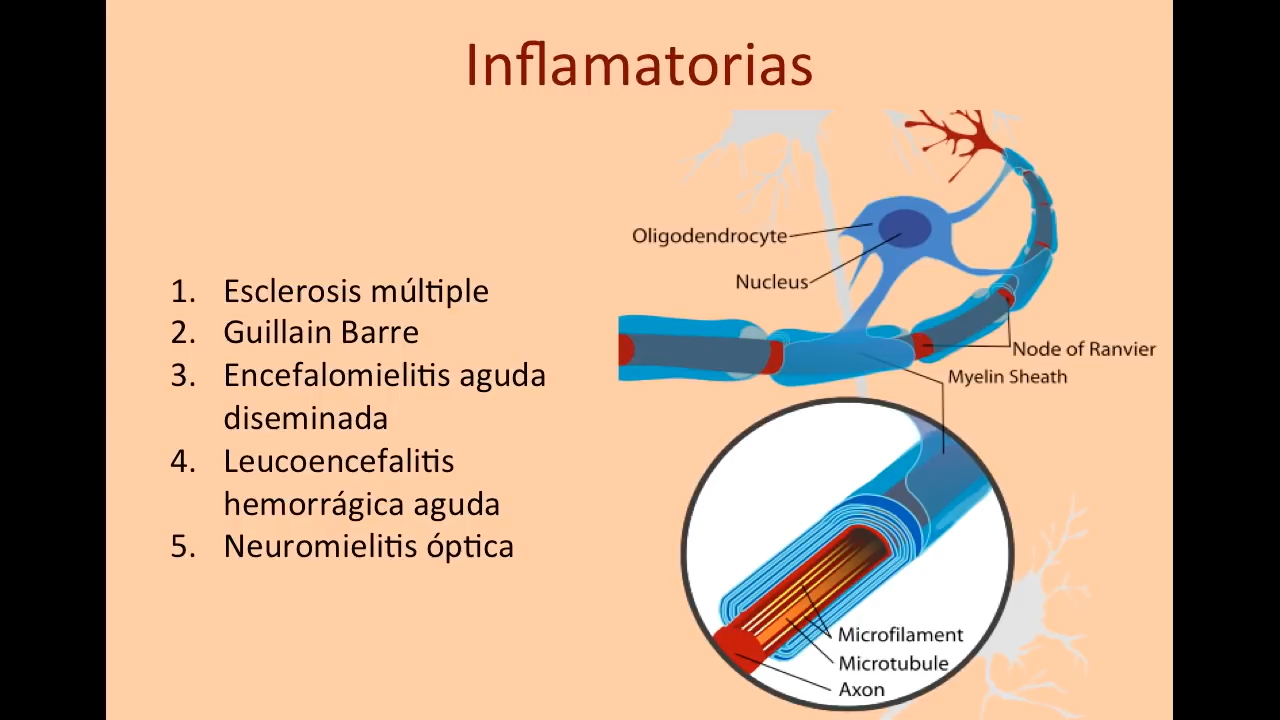 Inflamatorias
1. Esclerosis múltiple
2. Guillain Barre
3. Encefalomielitis aguda
diseminada
4. Leucoencefalitis
hemorrágica aguda
5. Neuromielitis óptica
Oligodendrocyte
Nucleus
Node of Ranvier
Myelin Sheath
Microfilament
Microtubule
Axon